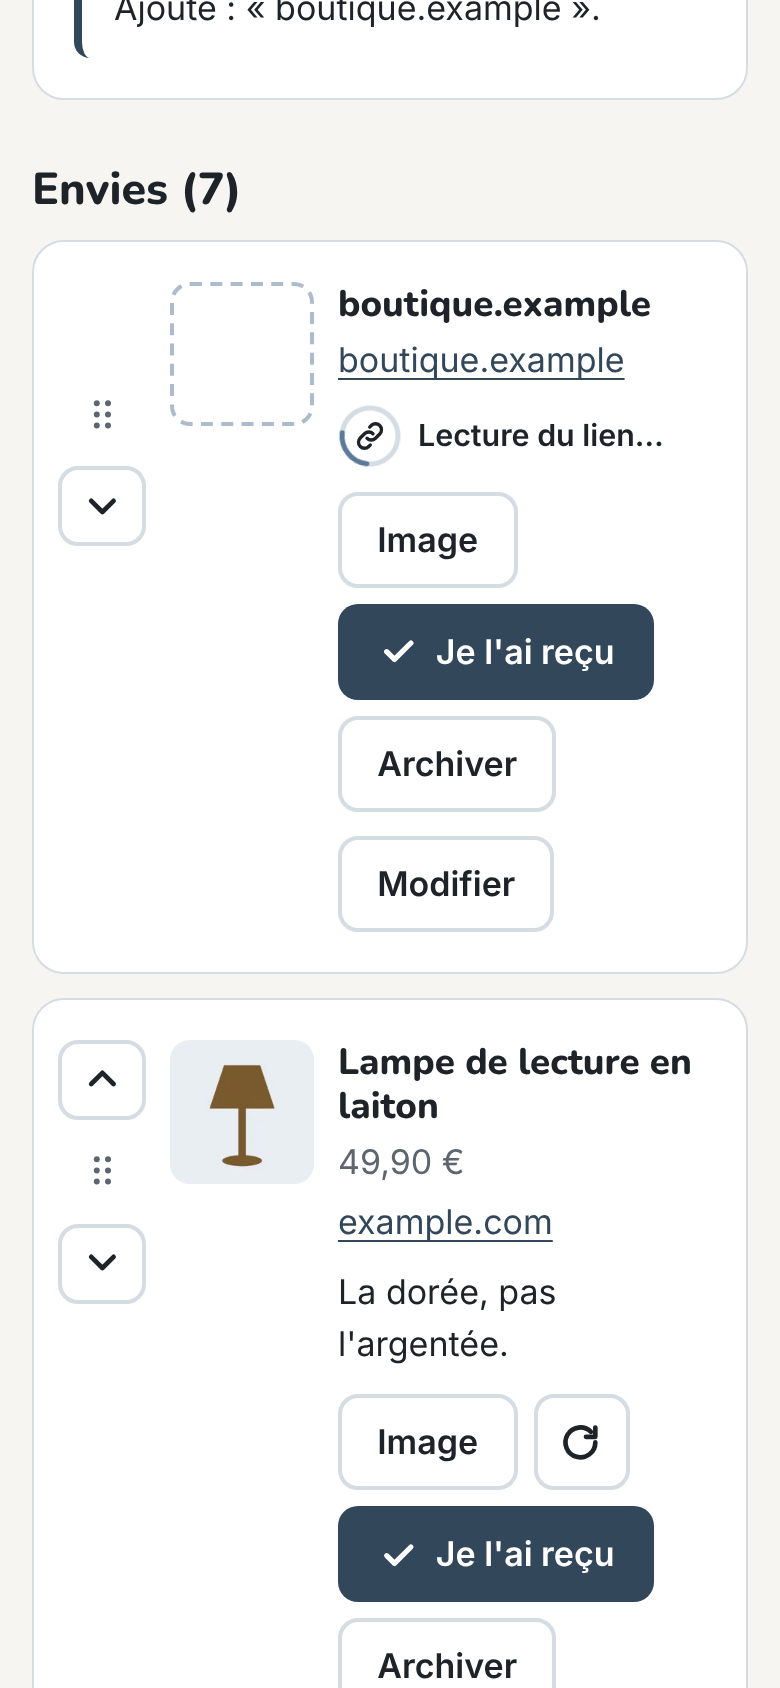 Ajouté : « boutique.example ».
Envies (7)
boutique.example
boutique.example
Lecture du lien…
Image
Je l'ai reçu
Archiver
Modifier
Lampe de lecture en
laiton
49,90 €
example.com
La dorée, pas
l'argentée.
Image
Je l'ai reçu
Archiver